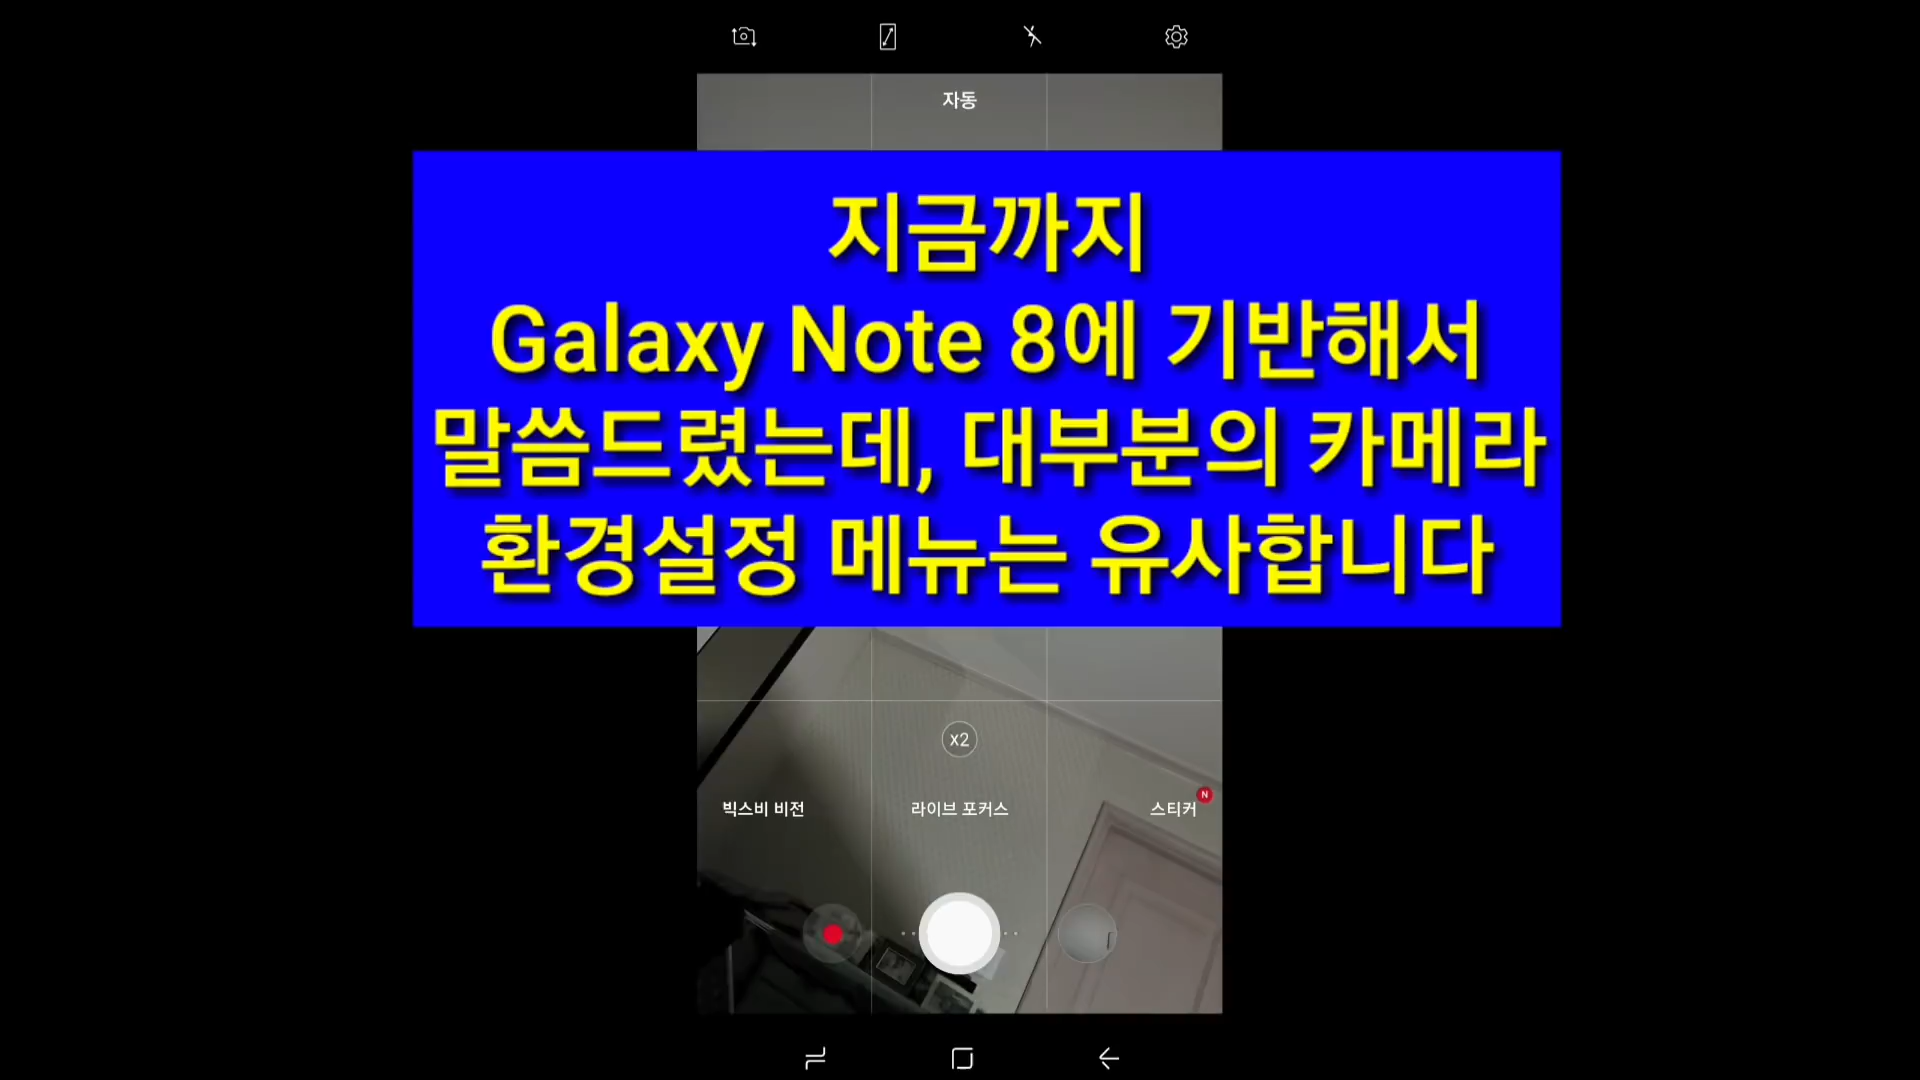 자동
지금까지
Galaxy Note 8에 기반해서
말씀드렸는데, 대부분의 카메라
환경설정 메뉴는 유사합니다
x2
빅스비 비전
라이브 포커스
스티커
N